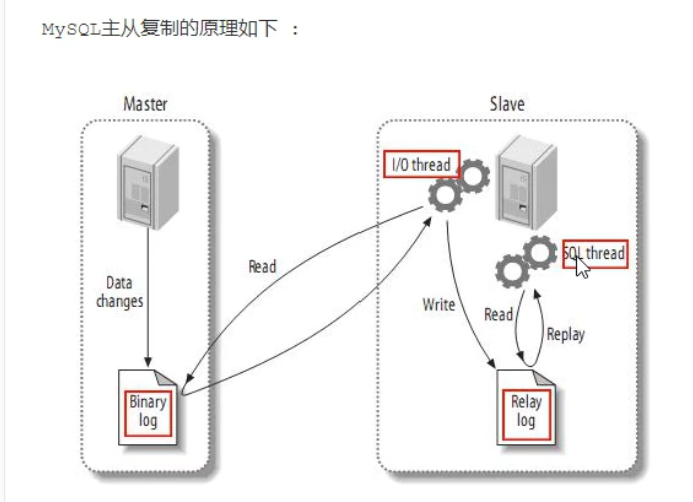 MySQL主从复制的原理如下 :
Master
Slave
I/O thread
SQL thread
Read
Data
changes
Write
Read
Replay
Binary
log
Relay
log